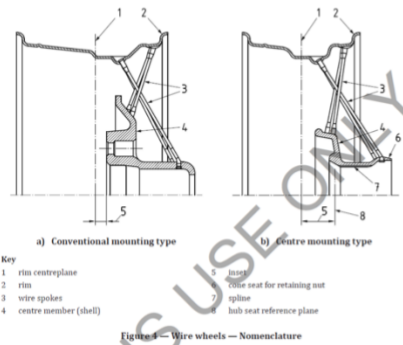 1 2
3
4
5
1 2
3
4
6
7
5 8
a) Conventional mounting type b) Centre mounting type
Key
1 rim centreplane 5 inset
2 rim 6 cone seat for retaining nut
3 wire spokes 7 spline
4 centre member (shell) 8 hub seat reference plane
Figure 4 — Wire wheels — Nomenclature
S USE ONLY